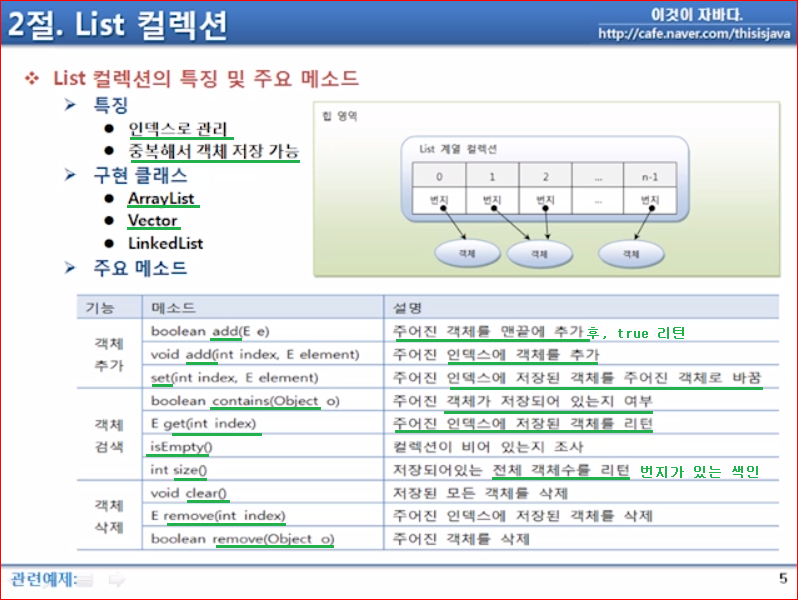 2절. List 컬렉션
이것이 자바다.
http://cafe.naver.com/thisisjava
❖ List 컬렉션의 특징 및 주요 메소드
➢ 특징
● 인덱스로 관리
● 중복해서 객체 저장 가능
➢ 구현 클래스
● ArrayList
● Vector
● LinkedList
➢ 주요 메소드
힙 영역
List 계열 컬렉션
0 1 2 ... n-1
번지 번지 번지 ... 번지
객체 객체 객체
기능 메소드 설명
객체 추가
boolean add(E e) 주어진 객체를 맨끝에 추가 후, true 리턴
void add(int index, E element) 주어진 인덱스에 객체를 추가
set(int index, E element) 주어진 인덱스에 저장된 객체를 주어진 객체로 바꿈
객체 검색
boolean contains(Object o) 주어진 객체가 저장되어 있는지 여부
E get(int index) 주어진 인덱스에 저장된 객체를 리턴
isEmpty() 컬렉션이 비어 있는지 조사
int size() 저장되어있는 전체 객체수를 리턴 번지가 있는 색인
객체 삭제
void clear() 저장된 모든 객체를 삭제
E remove(int index) 주어진 인덱스에 저장된 객체를 삭제
boolean remove(Object o) 주어진 객체를 삭제
관련예제:
5